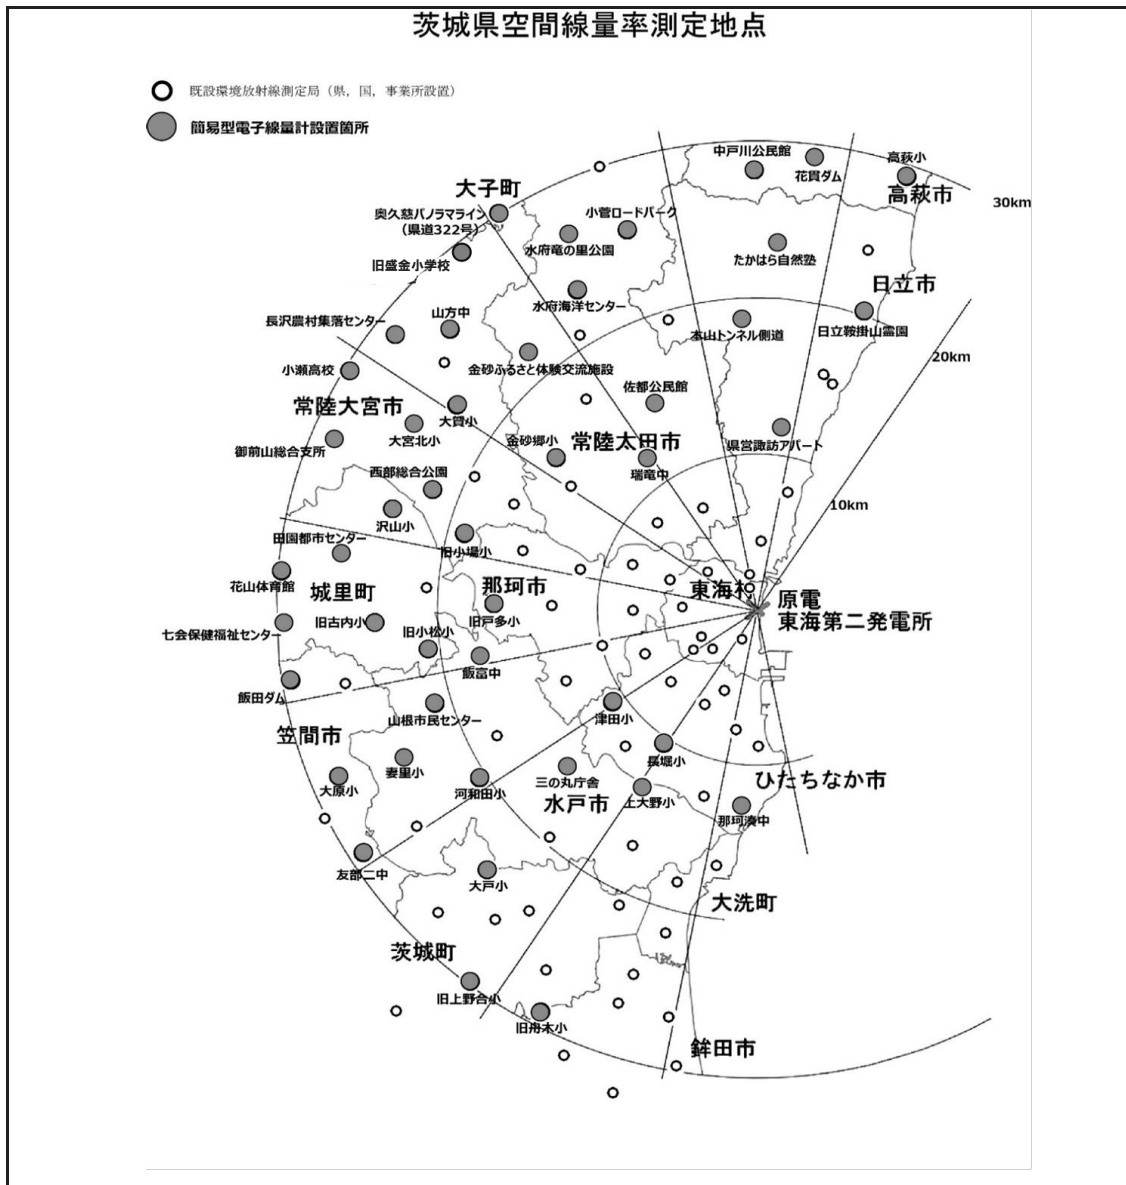 茨城県空間線量率測定地点
既設環境放射線測定局（県，国，事業所設置）
簡易型電子線量計設置箇所
中戸川公民館
花貫ダム
高萩小
高萩市
30km
大子町
奥久慈パノラマライン
（県道322号）
小菅ロードパーク
水府竜の里公園
たかはら自然塾
旧盛金小学校
日立市
水府海洋センター
長沢農村集落センター
山方中
本山トンネル側道
日立鞍掛山霊園
20km
小瀬高校
金砂ふるさと体験交流施設
佐都公民館
常陸大宮市
大賀小
大宮北小
金砂郷小
常陸太田市
県営諏訪アパート
御前山総合支所
西部総合公園
瑞竜中
10km
沢山小
田園都市センター
旧小場小
花山体育館
城里町
那珂市
東海村
原電
東海第二発電所
旧古内小
旧戸多小
七会保健福祉センター
旧小松小
飯富中
飯田ダム
山根市民センター
津田小
笠間市
長堀小
妻里小
大原小
河和田小
三の丸庁舎
水戸市
上大野小
ひたちなか市
那珂湊中
友部二中
大戸小
大洗町
茨城町
旧上野合小
旧舟木小
鉾田市